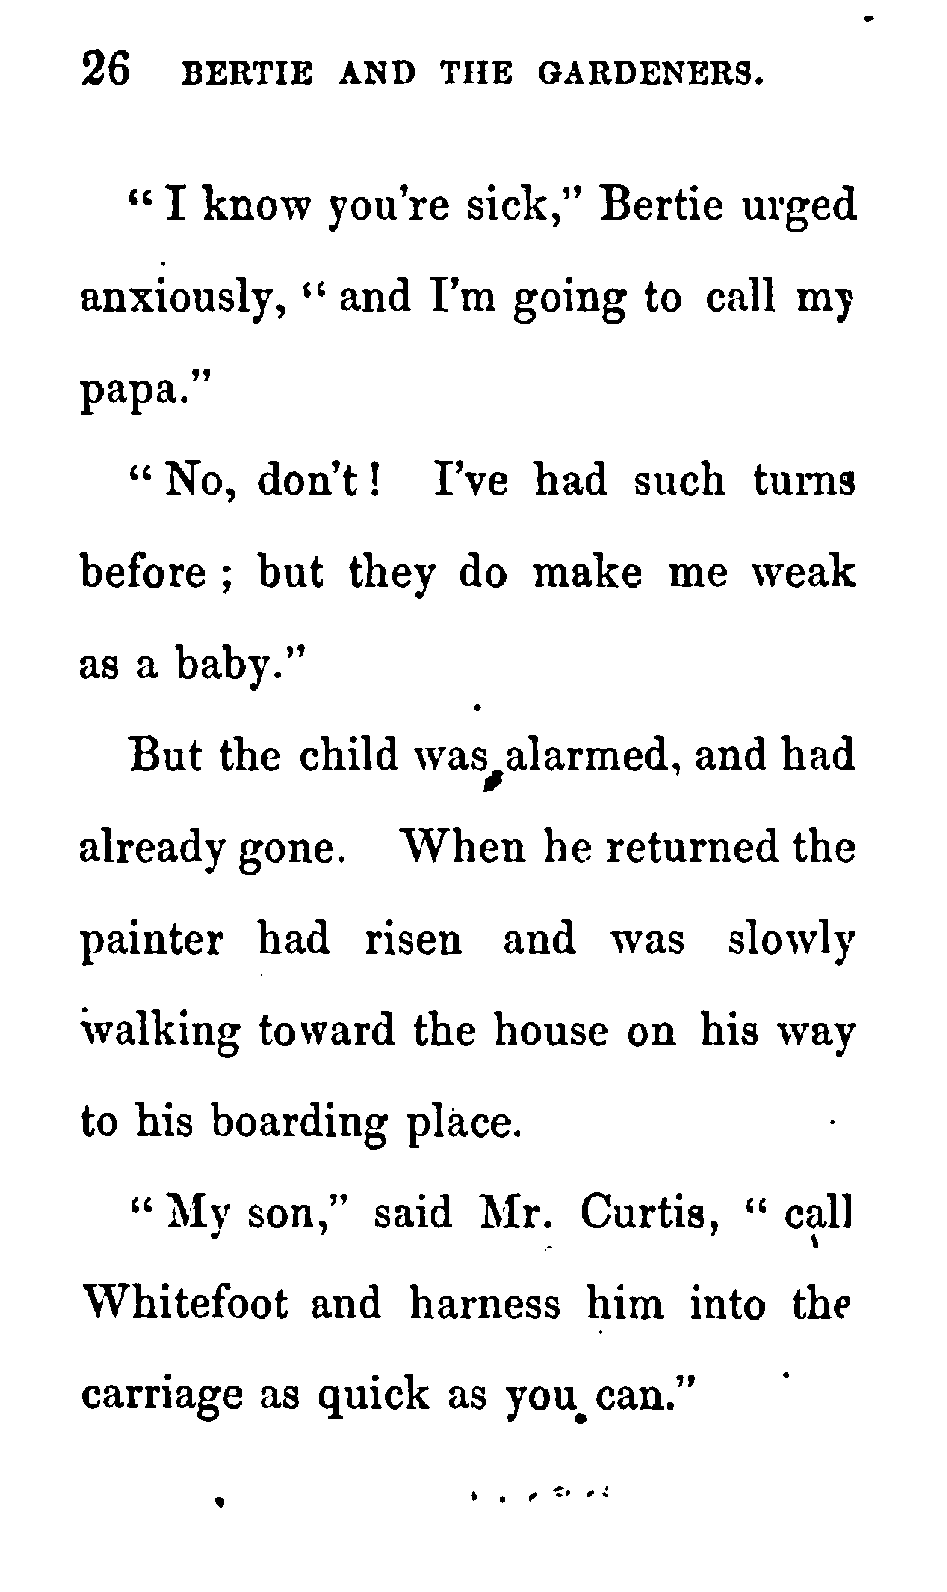 26 BERTIE AND THE GARDENERS.
“ I know you're sick,” Bertie urged
anxiously, “ and I'm going to call my
papa.”
“ No, don't ! I've had such turns
before ; but they do make me weak
as a baby.”
But the child was alarmed, and had
already gone. When he returned the
painter had risen and was slowly
walking toward the house on his way
to his boarding place.
“ My son,” said Mr. Curtis, “ call
Whitefoot and harness him into the
carriage as quick as you can.”